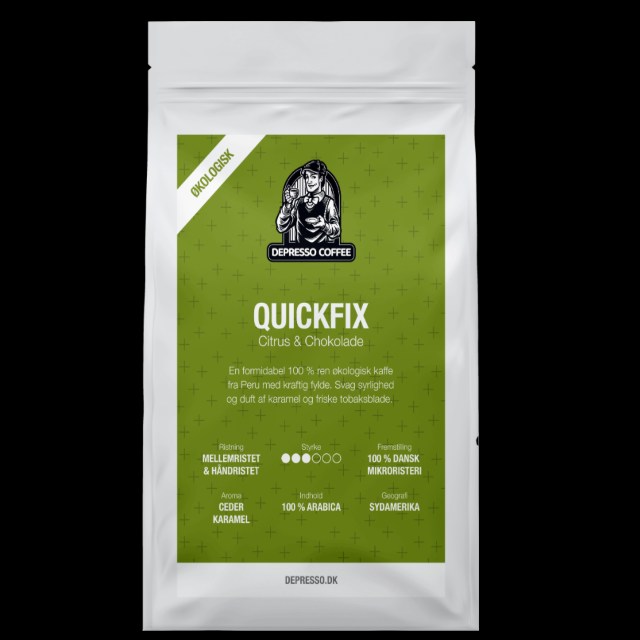 ØKOLOGISK
DEPRESSO COFFEE
QUICKFIX
Citrus & Chokolade
En formidabel 100 % ren økologisk kaffe
fra Peru med kraftig fylde. Svag syrlighed
og duft af karamel og friske tobaksblade.
Ristning
MELLEMRISTET
& HÅNDRISTET
Styrke
Fremstilling
100 % DANSK
MIKRORISTERI
Aroma
CEDER
KARAMEL
Indhold
100 % ARABICA
Geografi
SYDAMERIKA
DEPRESSO.DK